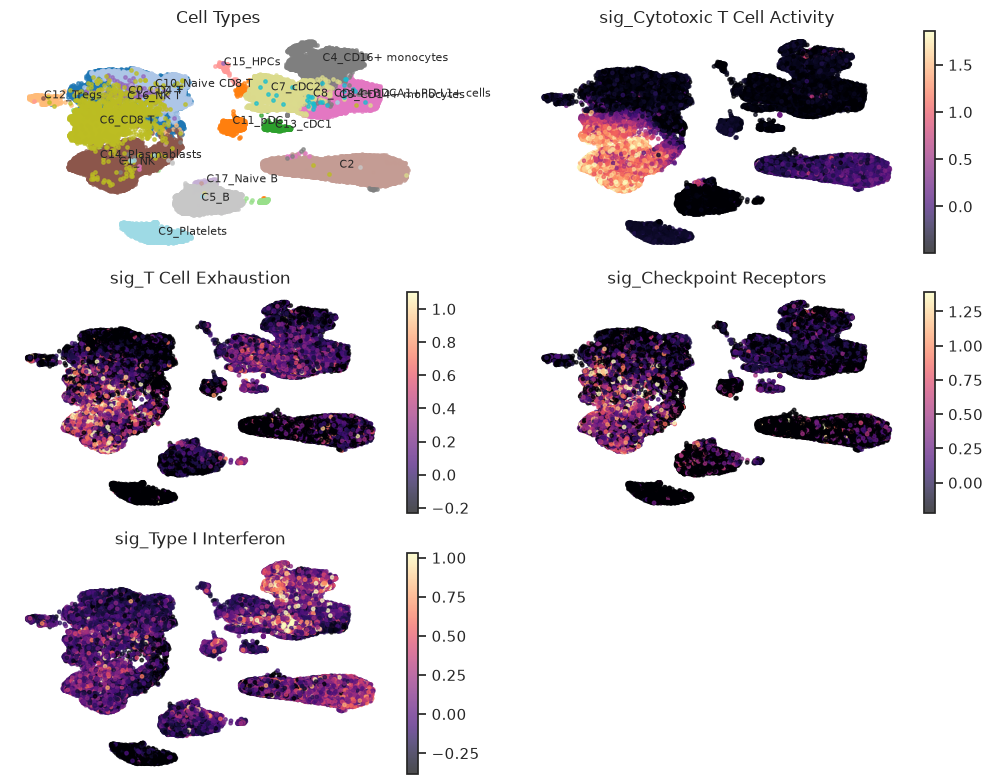 Cell Types
C15_HPCs
C4_CD16+ monocytes
C10_Naive CD8 T
C7_cDC2
C12_Tregs
C16_NK T
C6_CD8 T
C13_cDC1
C14_Plasmablasts
C1_NK
C2
C17_Naive B
C5_B
C9_Platelets
sig_Cytotoxic T Cell Activity
1.5
1.0
0.5
0.0
sig_T Cell Exhaustion
1.0
0.8
0.6
0.4
0.2
0.0
−0.2
sig_Checkpoint Receptors
1.25
1.00
0.75
0.50
0.25
0.00
sig_Type I Interferon
1.00
0.75
0.50
0.25
0.00
−0.25